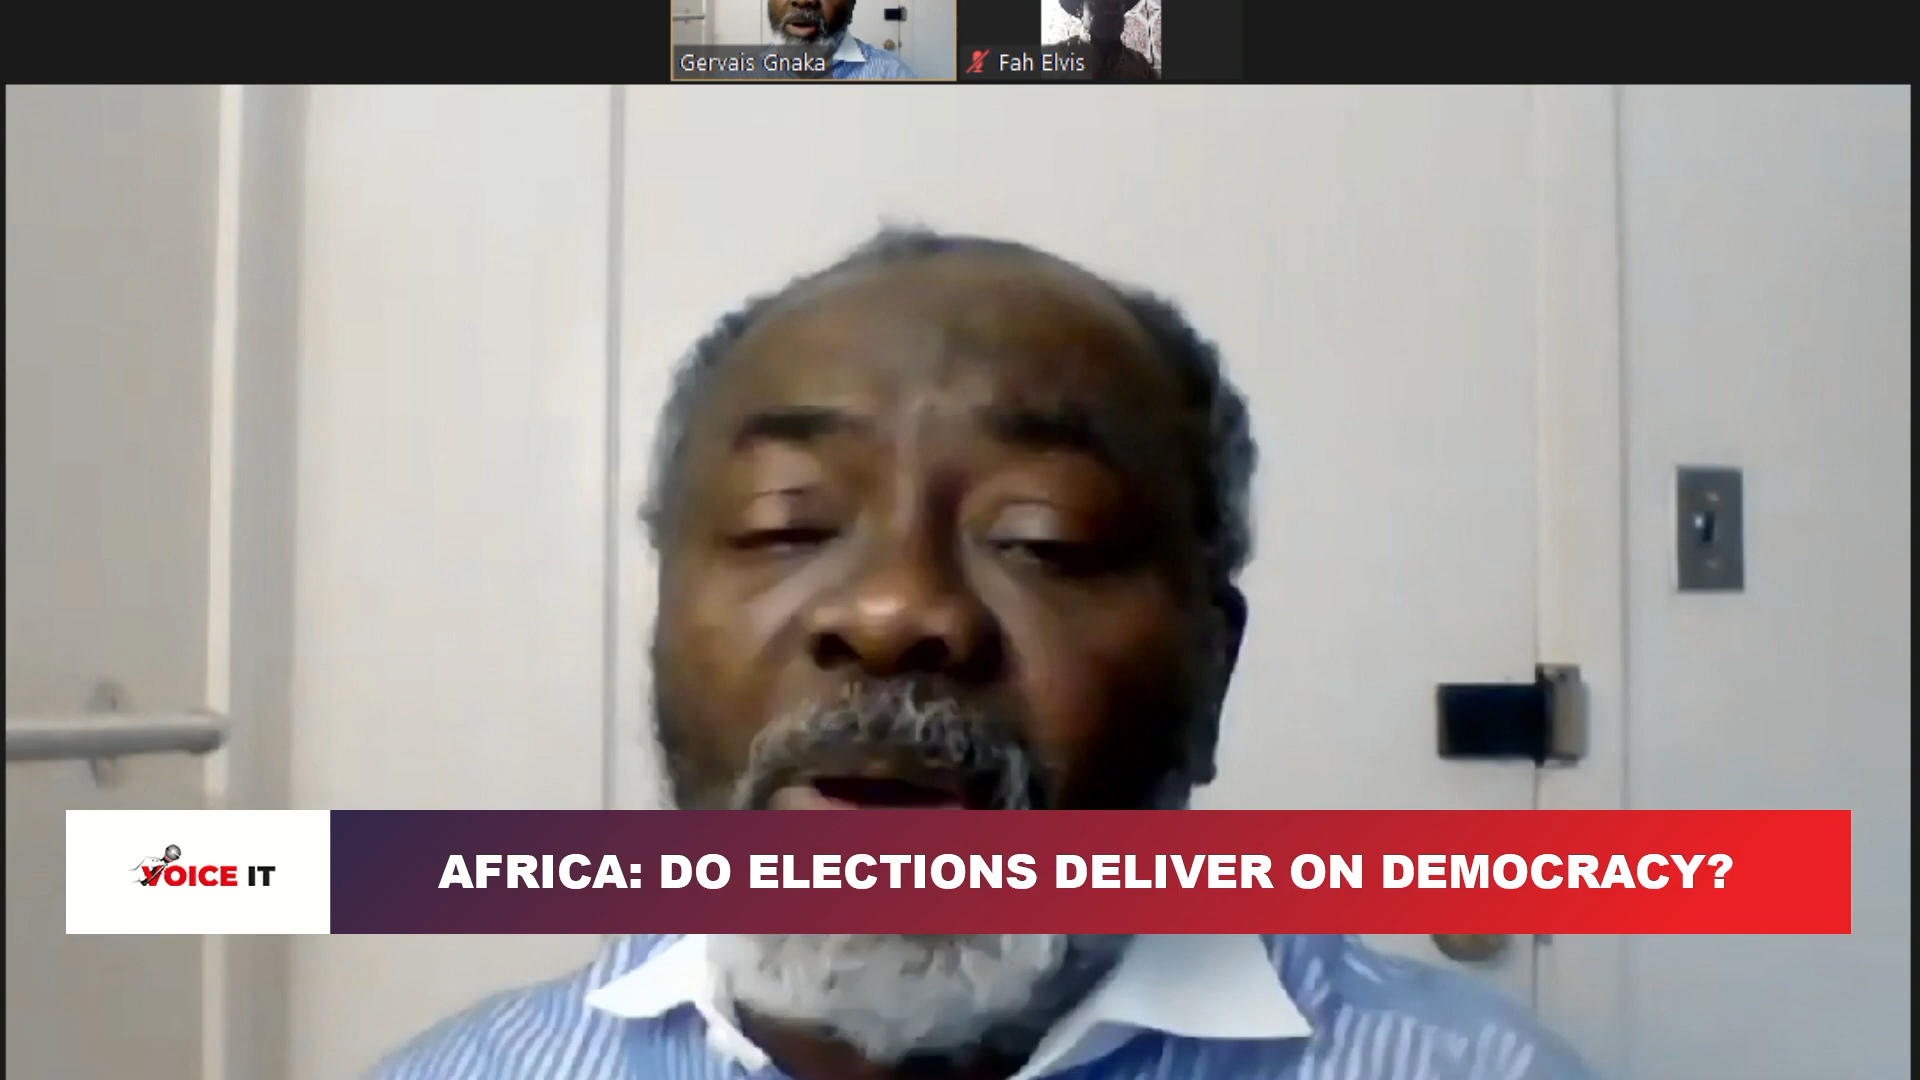 Gervais Gnaka
Fah Elvis
VOICE IT
AFRICA: DO ELECTIONS DELIVER ON DEMOCRACY?